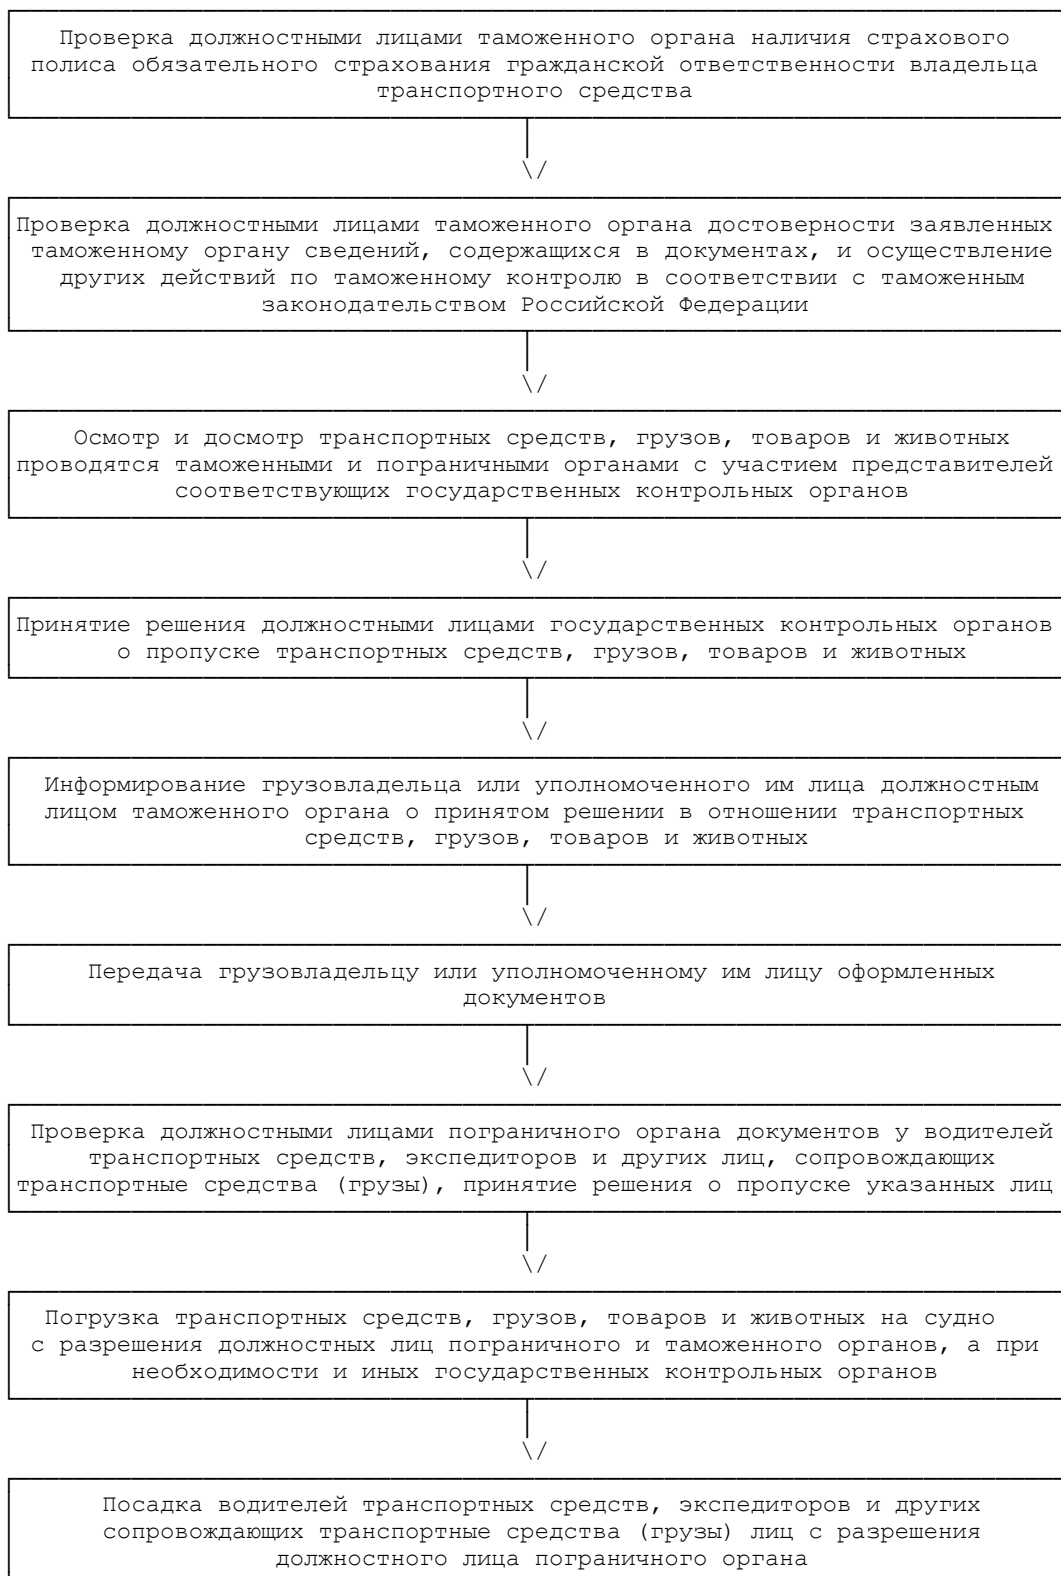 Проверка должностными лицами таможенного органа наличия страхового
полиса обязательного страхования гражданской ответственности владельца
транспортного средства
Проверка должностными лицами таможенного органа достоверности заявленных
таможенному органу сведений, содержащихся в документах, и осуществление
других действий по таможенному контролю в соответствии с таможенным
законодательством Российской Федерации
Осмотр и досмотр транспортных средств, грузов, товаров и животных
проводятся таможенными и пограничными органами с участием представителей
соответствующих государственных контрольных органов
Принятие решения должностными лицами государственных контрольных органов
о пропуске транспортных средств, грузов, товаров и животных
Информирование грузовладельца или уполномоченного им лица должностным
лицом таможенного органа о принятом решении в отношении транспортных
средств, грузов, товаров и животных
Передача грузовладельцу или уполномоченному им лицу оформленных
документов
Проверка должностными лицами пограничного органа документов у водителей
транспортных средств, экспедиторов и других лиц, сопровождающих
транспортные средства (грузы), принятие решения о пропуске указанных лиц
Погрузка транспортных средств, грузов, товаров и животных на судно
с разрешения должностных лиц пограничного и таможенного органов, а при
необходимости и иных государственных контрольных органов
Посадка водителей транспортных средств, экспедиторов и других
сопровождающих транспортные средства (грузы) лиц с разрешения
должностного лица пограничного органа